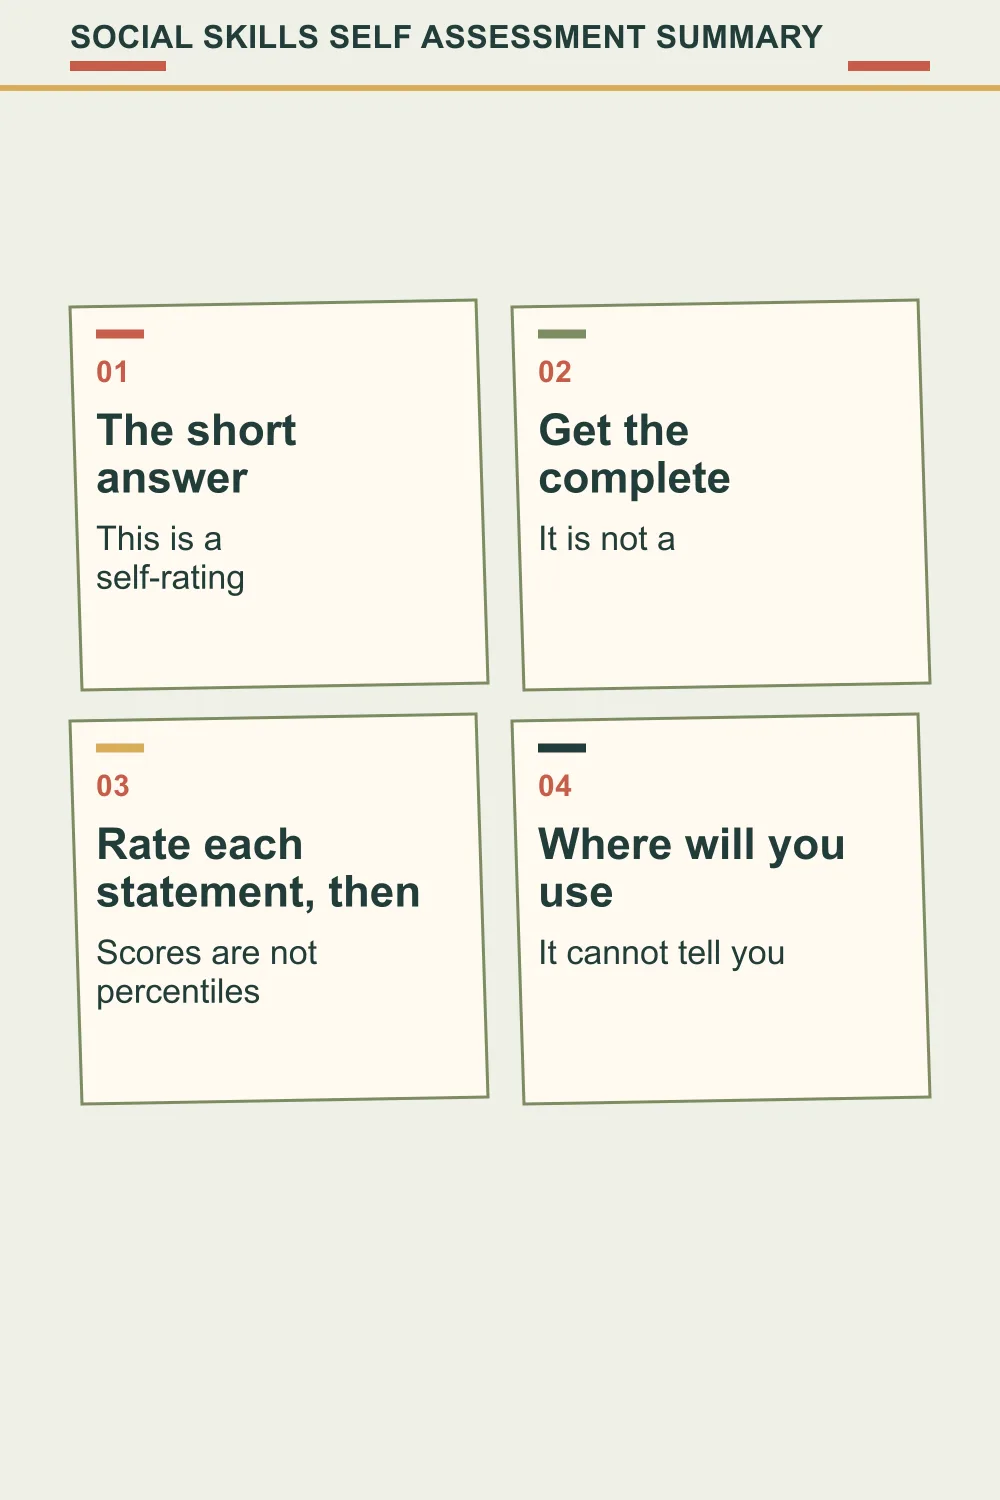 SOCIAL SKILLS SELF ASSESSMENT SUMMARY
01
The short
answer
This is a
self-rating
02
Get the
complete
It is not a
03
Rate each
statement, then
Scores are not
percentiles
04
Where will you
use
It cannot tell you